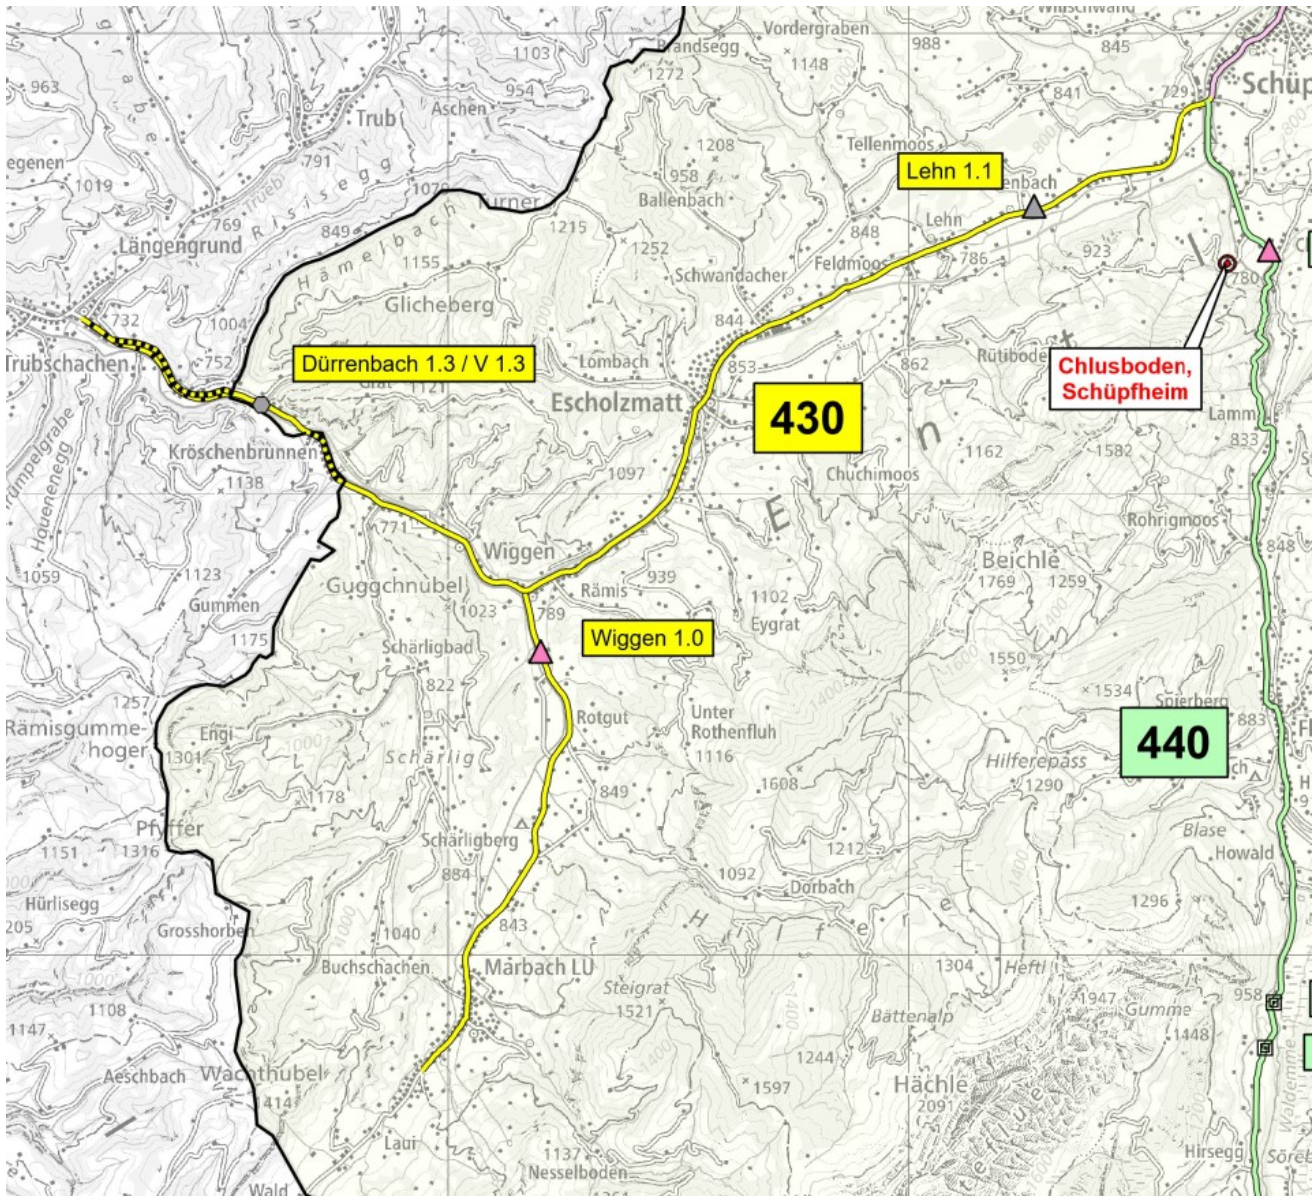 Vordergraben
988
845
Brandsegg
1103
1148
963
1272
954
841
729
Schüp
Aschen
Trub
Tellenmoos
1208
791
958
Lehn 1.1
enbach
egenen
1019
1070
Ballenbach
Risisegg
Turner
Lehn
769
849
1215
848
923
Längengrund
Hämelbach
1252
786
1155
Schwandacher
Feldmoos
780
Glicheberg
732
1004
844
Trubschachen
752
Dürrenbach 1.3 / V 1.3
Lombach
853
862
Rütiboden
Chlusboden,
Schüpfheim
Grat
1121
Escholzmatt
430
Lamm
833
Kröschenbrunnen
1162
1582
1138
1097
Chuchimoos
Houenenegg
E
n
t
l
771
Rohrigmoos
Wiggen
848
1059
1123
939
Beichle
Guggchnubel
Rämis
1769
1259
Gummen
1023
789
1102
Eygrat
1175
Wiggen 1.0
Schärligbad
1550
822
1534
Spierberg
1257
Rotgut
Unter
Rothenfluh
883
Rämisgumme-
hoger
Engi
440
1301
Schärlig
1116
Hilferepass
1608
1290
1178
849
Pfyffer
Schärligberg
Blase
1151
1316
1212
Howald
884
1092
Dorbach
Hürlisegg
1296
205
Grosshorben
843
Hilfere
1040
Buchschachen
Marbach LU
1304
Heftli
Steigrat
958
1108
1521
1947
Gumme
1147
Bättenalp
1448
1244
Aeschbach
Wachthubel
1597
Hächle
1414
2091
Laui
1137
Hirsegg
Nesselboden
Wald